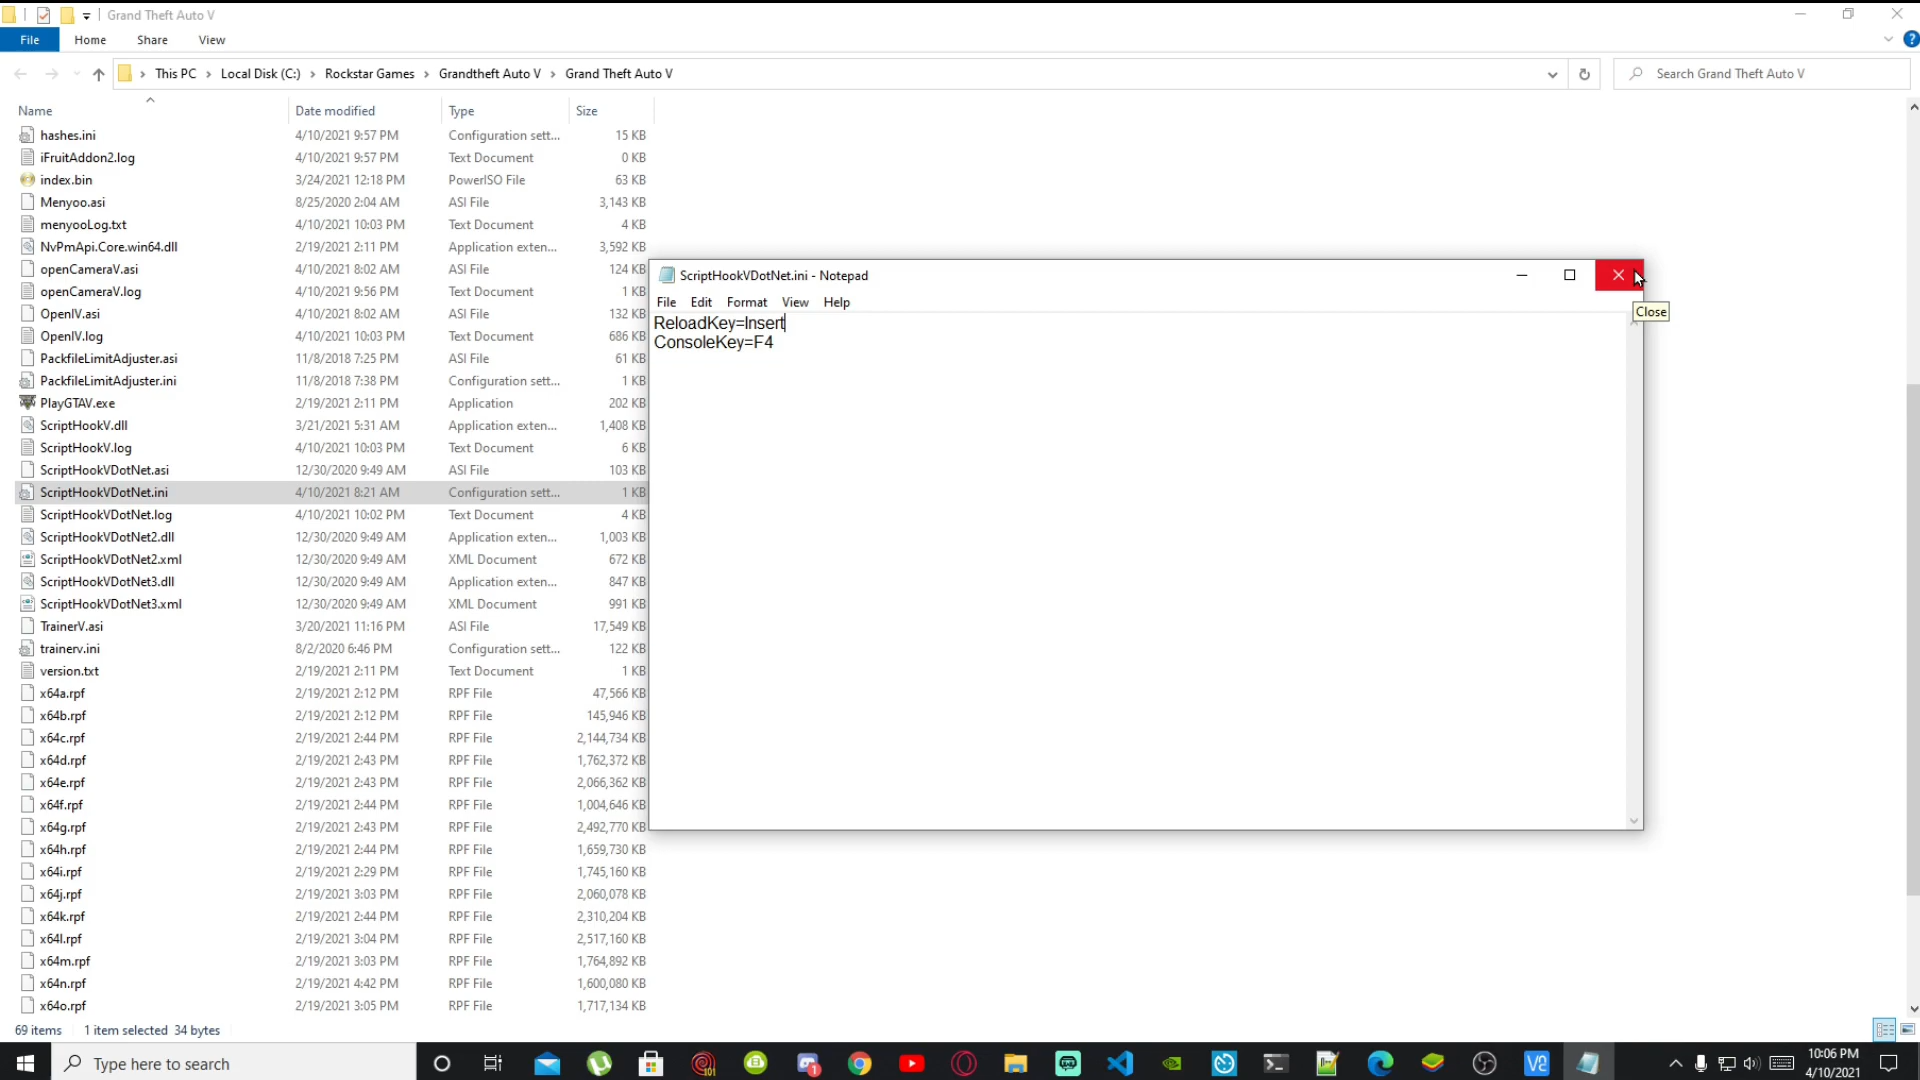 Grand Theft Auto V
File Home Share View
This PC Local Disk (C:) Rockstar Games Grandtheft Auto V Grand Theft Auto V
Search Grand Theft Auto V
Name Date modified Type Size
hashes.ini 4/10/2021 9:57 PM Configuration sett... 15 KB
iFruitAddon2.log 4/10/2021 9:57 PM Text Document 0 KB
index.bin 3/24/2021 12:18 PM PowerISO File 63 KB
Menyoo.asi 8/25/2020 2:04 AM ASI File 3,143 KB
menyooLog.txt 4/10/2021 10:03 PM Text Document 4 KB
NvPmApi.Core.win64.dll 2/19/2021 2:11 PM Application exten... 3,592 KB
openCameraV.asi 4/10/2021 8:02 AM ASI File 124 KB
openCameraV.log 4/10/2021 9:56 PM Text Document 1 KB
OpenIV.asi 4/10/2021 8:02 AM ASI File 132 KB
OpenIV.log 4/10/2021 10:03 PM Text Document 686 KB
PackfileLimitAdjuster.asi 11/8/2018 7:25 PM ASI File 61 KB
PackfileLimitAdjuster.ini 11/8/2018 7:38 PM Configuration sett... 1 KB
PlayGTAV.exe 2/19/2021 2:11 PM Application 202 KB
ScriptHookV.dll 3/21/2021 5:31 AM Application exten... 1,408 KB
ScriptHookV.log 4/10/2021 10:03 PM Text Document 6 KB
ScriptHookVDotNet.asi 12/30/2020 9:49 AM ASI File 103 KB
ScriptHookVDotNet.ini 4/10/2021 8:21 AM Configuration sett... 1 KB
ScriptHookVDotNet.log 4/10/2021 10:02 PM Text Document 4 KB
ScriptHookVDotNet2.dll 12/30/2020 9:49 AM Application exten... 1,003 KB
ScriptHookVDotNet2.xml 12/30/2020 9:49 AM XML Document 672 KB
ScriptHookVDotNet3.dll 12/30/2020 9:49 AM Application exten... 847 KB
ScriptHookVDotNet3.xml 12/30/2020 9:49 AM XML Document 991 KB
TrainerV.asi 3/20/2021 11:16 PM ASI File 17,549 KB
trainerv.ini 8/2/2020 6:46 PM Configuration sett... 122 KB
version.txt 2/19/2021 2:11 PM Text Document 1 KB
x64a.rpf 2/19/2021 2:12 PM RPF File 47,566 KB
x64b.rpf 2/19/2021 2:12 PM RPF File 145,946 KB
x64c.rpf 2/19/2021 2:44 PM RPF File 2,144,734 KB
x64d.rpf 2/19/2021 2:43 PM RPF File 1,762,372 KB
x64e.rpf 2/19/2021 2:43 PM RPF File 2,066,362 KB
x64f.rpf 2/19/2021 2:44 PM RPF File 1,004,646 KB
x64g.rpf 2/19/2021 2:43 PM RPF File 2,492,770 KB
x64h.rpf 2/19/2021 2:44 PM RPF File 1,659,730 KB
x64i.rpf 2/19/2021 2:29 PM RPF File 1,745,160 KB
x64j.rpf 2/19/2021 3:03 PM RPF File 2,060,078 KB
x64k.rpf 2/19/2021 2:44 PM RPF File 2,310,204 KB
x64l.rpf 2/19/2021 3:04 PM RPF File 2,517,160 KB
x64m.rpf 2/19/2021 3:03 PM RPF File 1,764,892 KB
x64n.rpf 2/19/2021 4:42 PM RPF File 1,600,080 KB
x64o.rpf 2/19/2021 3:05 PM RPF File 1,717,134 KB
ScriptHookVDotNet.ini - Notepad
File Edit Format View Help
Close
ReloadKey=Insert
ConsoleKey=F4
69 items 1 item selected 34 bytes
Type here to search
10:06 PM
4/10/2021